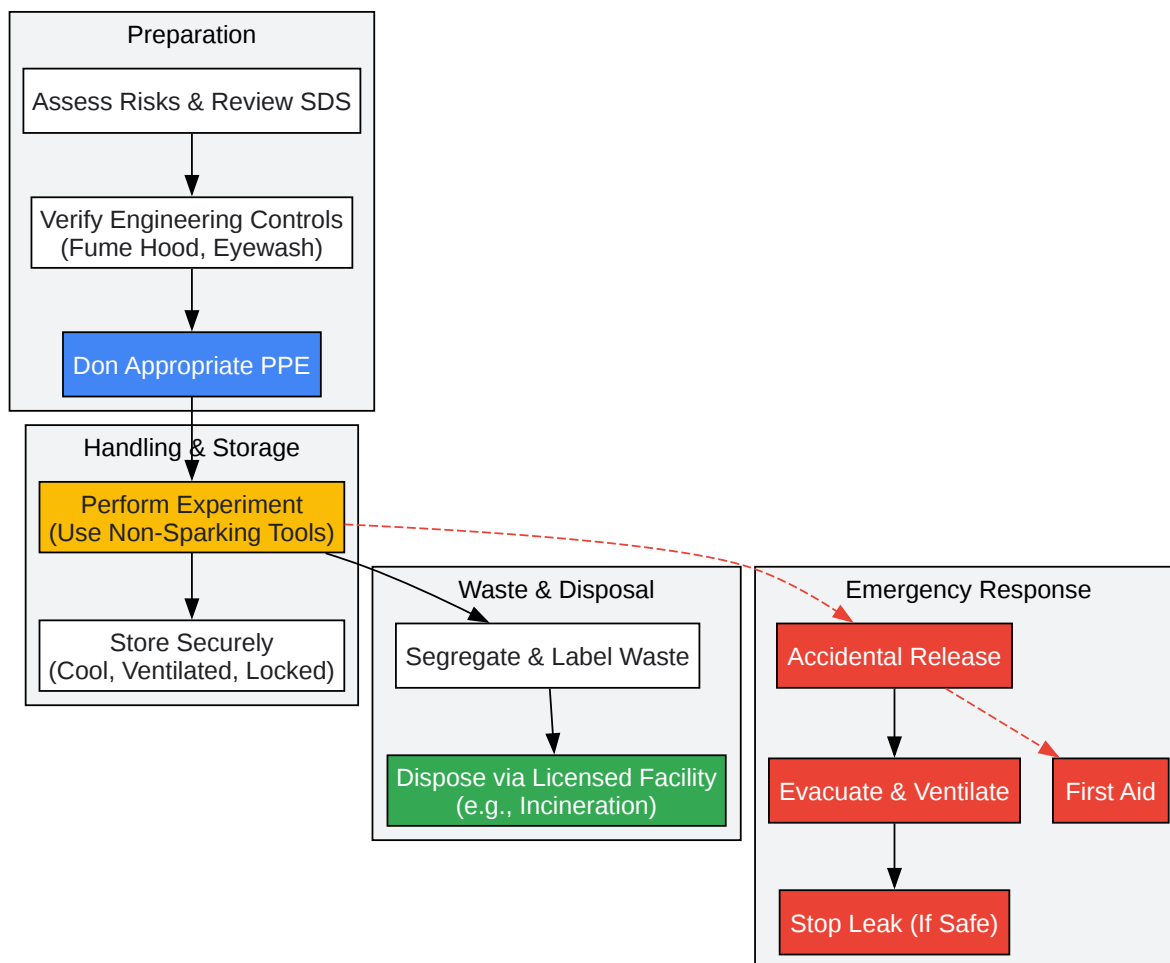 Preparation
Assess Risks & Review SDS
Verify Engineering Controls
(Fume Hood, Eyewash)
Don Appropriate PPE
Handling & Storage
Perform Experiment
(Use Non-Sparking Tools)
Store Securely
(Cool, Ventilated, Locked)
Waste & Disposal
Segregate & Label Waste
Dispose via Licensed Facility
(e.g., Incineration)
Emergency Response
Accidental Release
Evacuate & Ventilate
First Aid
Stop Leak (If Safe)